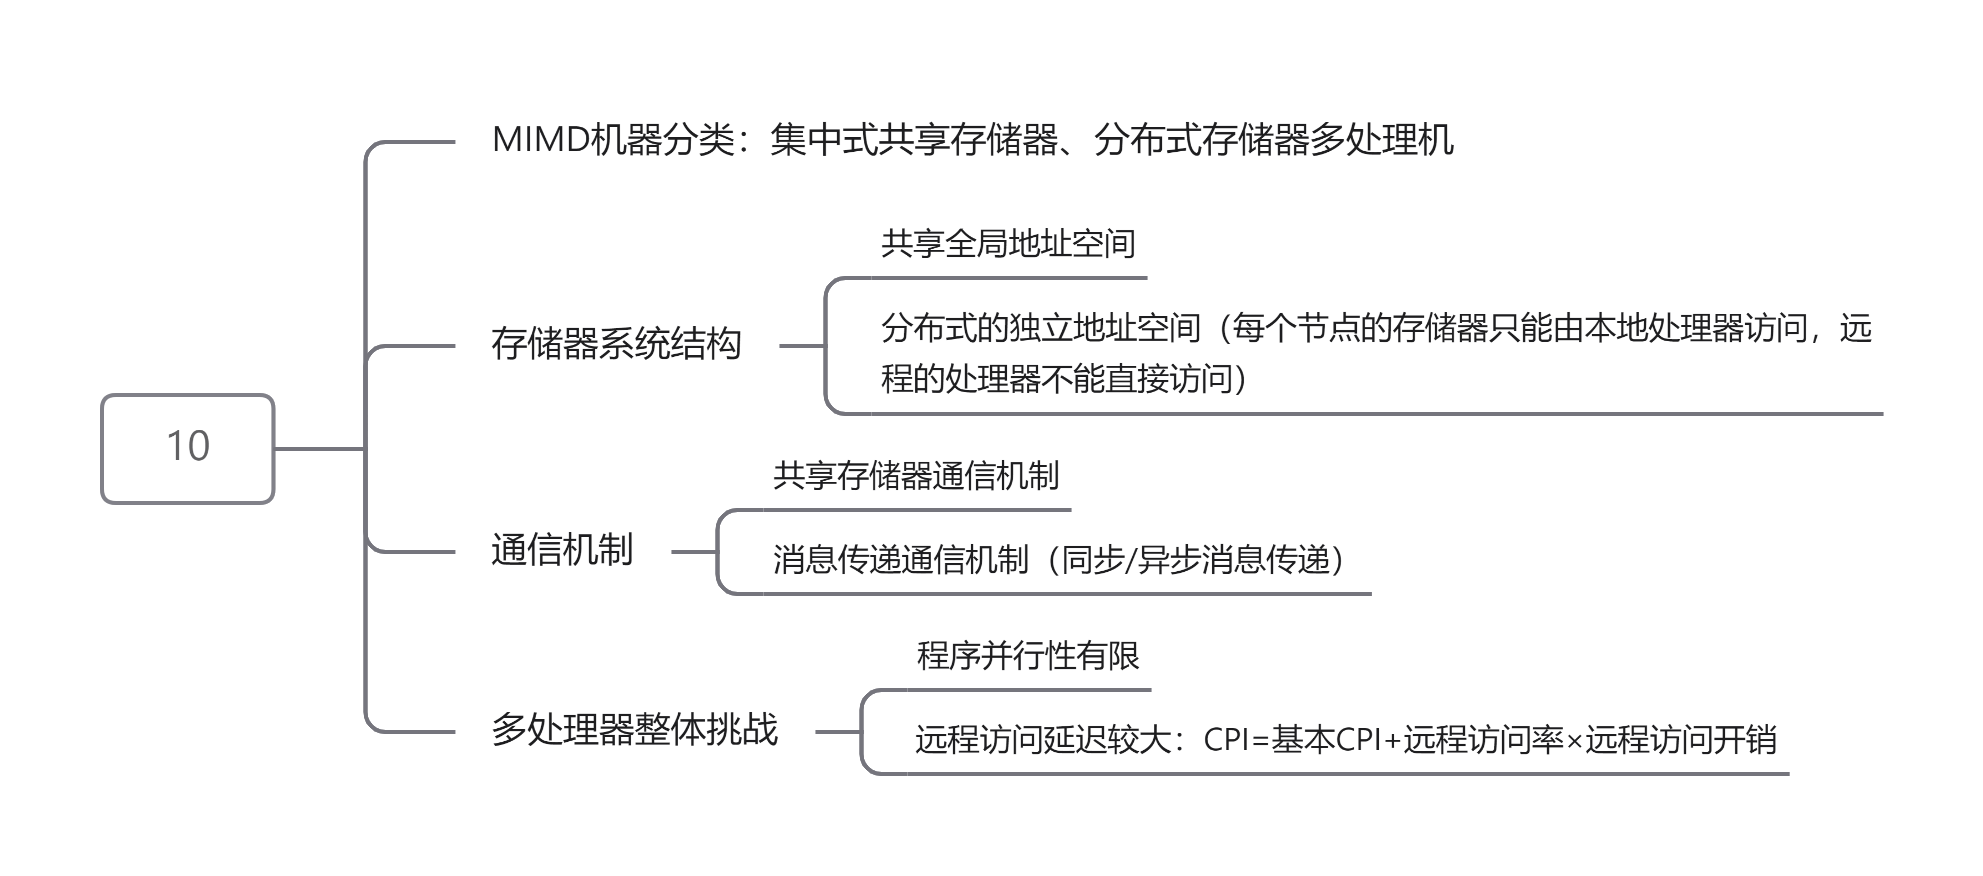 10
MIMD机器分类：集中式共享存储器、分布式存储器多处理机
存储器系统结构
共享全局地址空间
分布式的独立地址空间（每个节点的存储器只能由本地处理器访问，远
程的处理器不能直接访问）
通信机制
共享存储器通信机制
消息传递通信机制（同步/异步消息传递）
多处理器整体挑战
程序并行性有限
远程访问延迟较大：CPI=基本CPI+远程访问率×远程访问开销